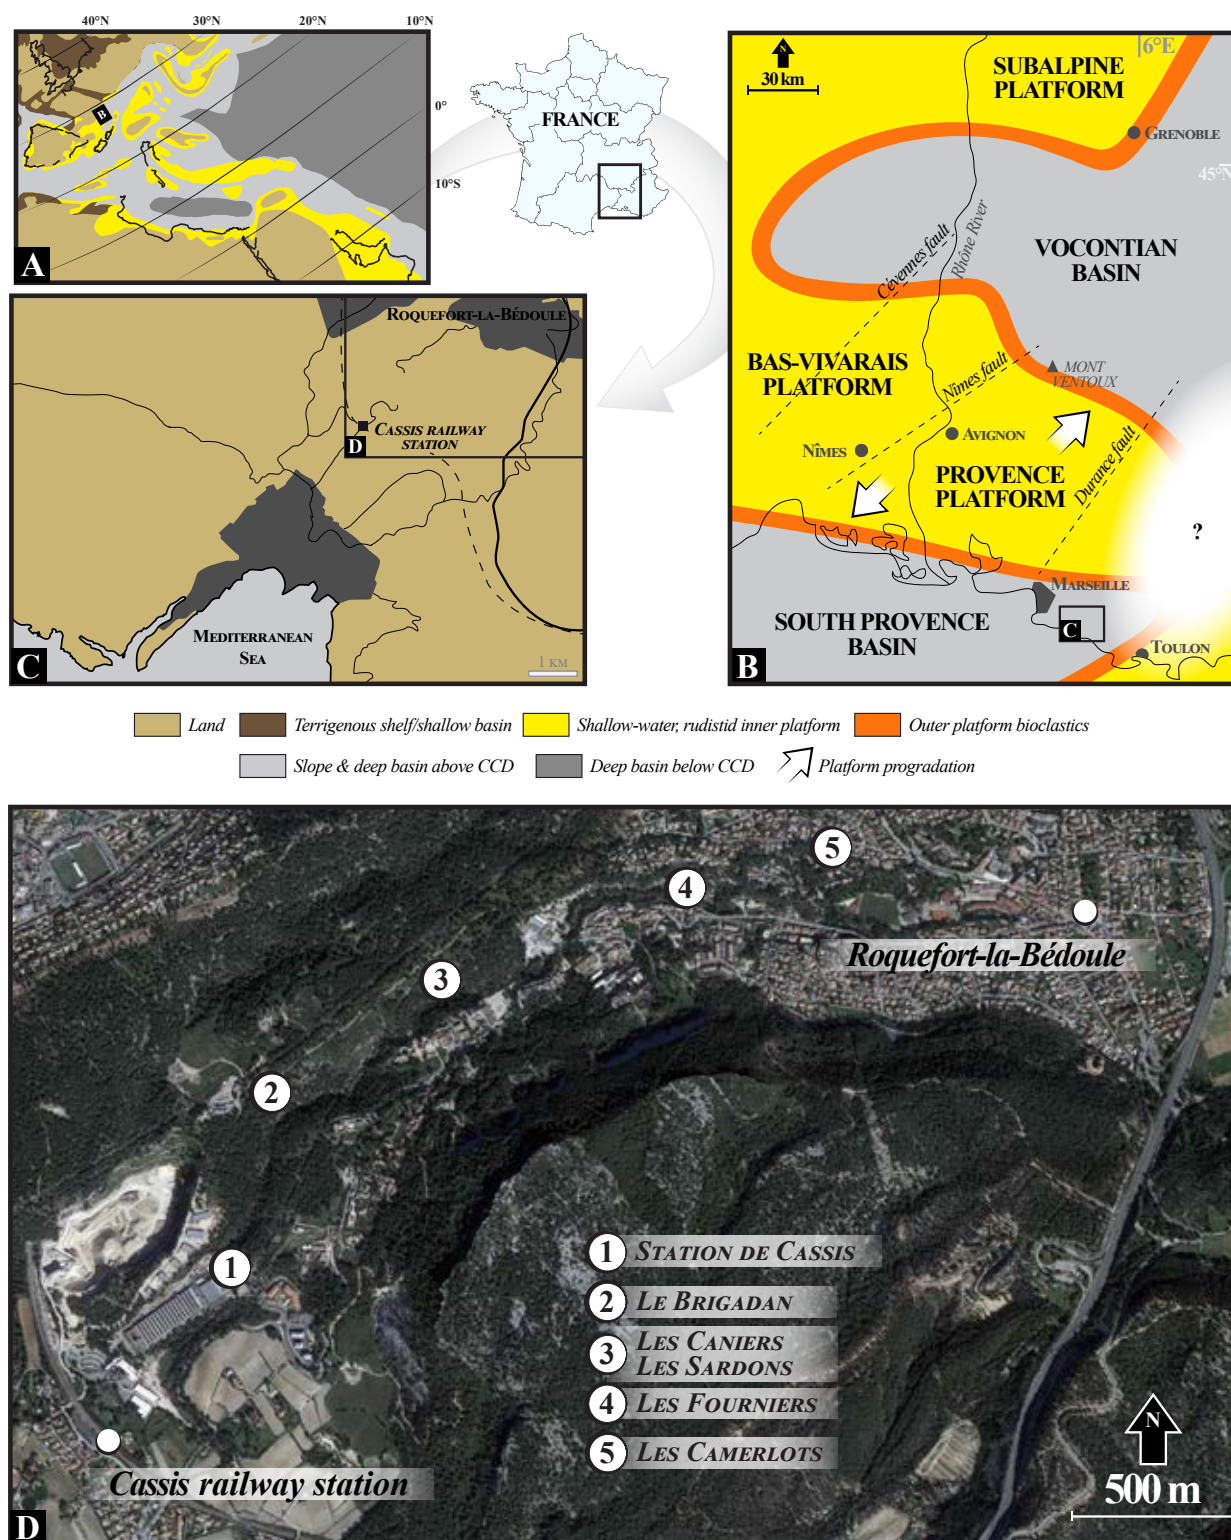 40°N
30°N
20°N
10°N
0°
10°S
B
A
FRANCE
N
30 km
6°E
SUBALPINE
PLATFORM
GRENOBLE
45°N
Cévennes fault
Rhône River
VOCONTIAN
BASIN
BAS-VIVARAIS
PLATFORM
Nîmes fault
MONT
VENTOUX
NÎMES
AVIGNON
PROVENCE
PLATFORM
Durance fault
?
MARSEILLE
SOUTH PROVENCE
BASIN
C
TOULON
B
ROQUEFORT-LA-BÉDOULE
CASSIS RAILWAY
STATION
D
MEDITERRANEAN
SEA
1 KM
C
Land
Terrigenous shelf/shallow basin
Shallow-water, rudistid inner platform
Outer platform bioclastics
Slope & deep basin above CCD
Deep basin below CCD
Platform progradation
5
4
Roquefort-la-Bédoule
3
2
1
1 STATION DE CASSIS
2 LE BRIGADAN
3 LES CANIERS
LES SARDONS
4 LES FOURNIERS
5 LES CAMERLOTS
N
500 m
Cassis railway station
D